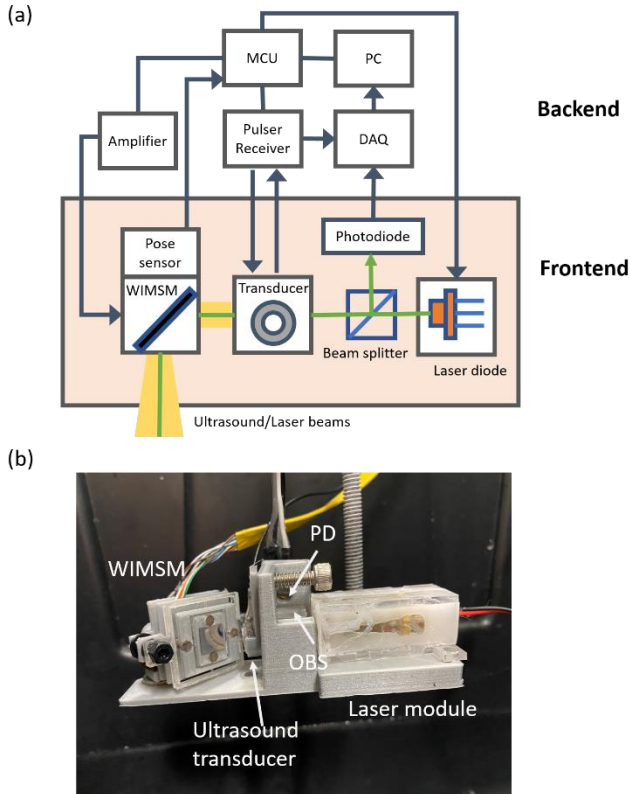 (a)
MCU
PC
Backend
Amplifier
Pulser
Receiver
DAQ
Pose
sensor
Photodiode
Frontend
WIMSM
Transducer
Beam splitter
Laser diode
Ultrasound/Laser beams
(b)
PD
WIMSM
OBS
Laser module
Ultrasound
transducer